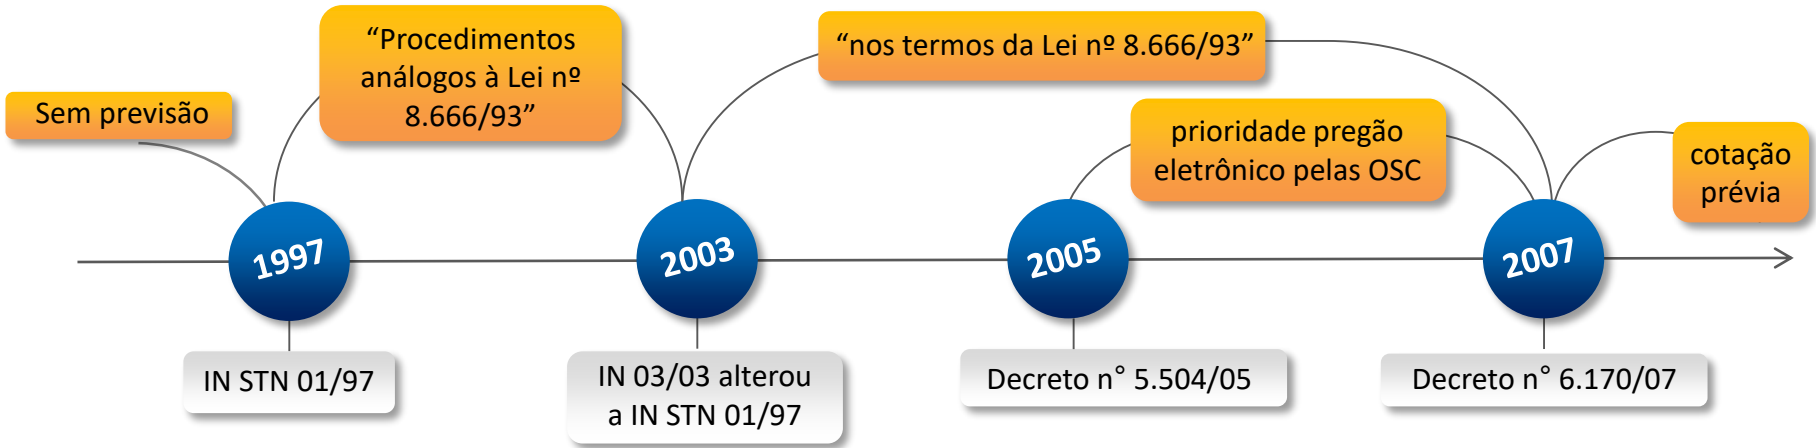 Sem previsão
“Procedimentos
análogos à Lei nº
8.666/93”
“nos termos da Lei nº 8.666/93”
prioridade pregão
eletrônico pelas OSC
cotação
prévia
1997
2003
2005
2007
IN STN 01/97
IN 03/03 alterou
a IN STN 01/97
Decreto n° 5.504/05
Decreto n° 6.170/07